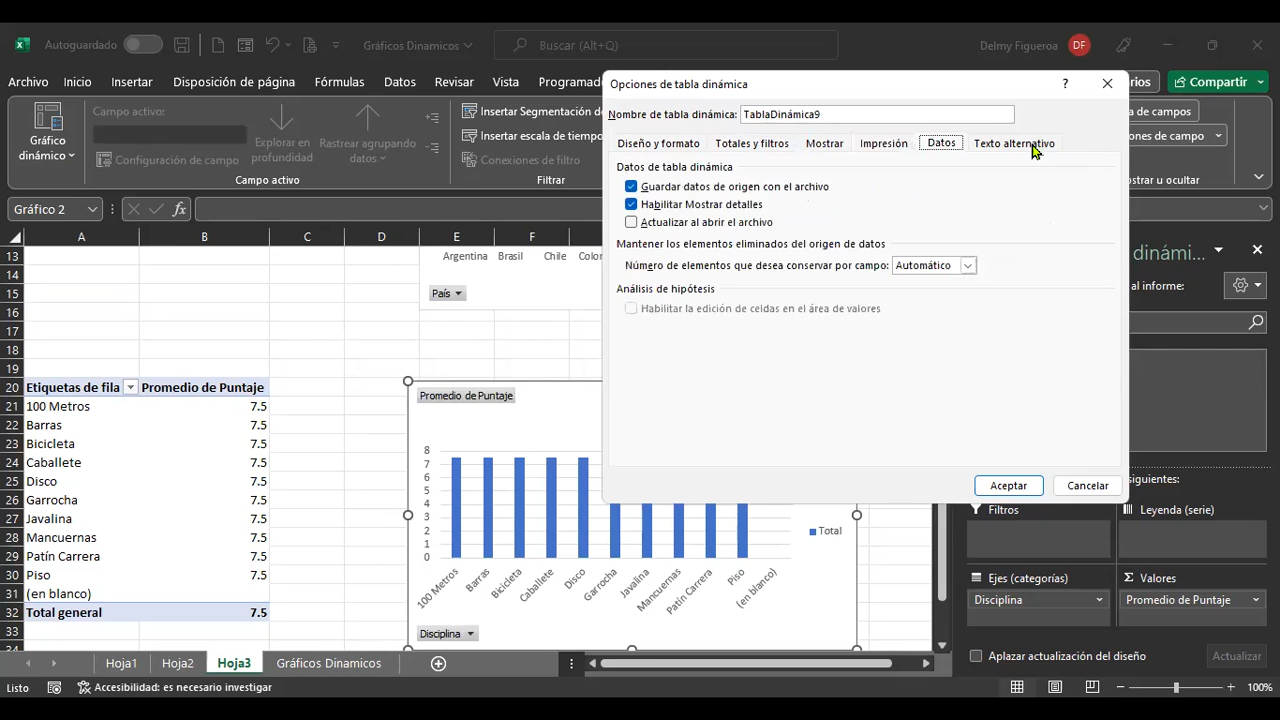 Autoguardado
Gráficos Dinamicos
Buscar (Alt+Q)
Delmy Figueroa
DF
Archivo
Inicio
Insertar
Disposición de página
Fórmulas
Datos
Revisar
Vista
Programad
Compartir
Gráfico
dinámico
Campo activo:
Configuración de campo
Explorar en
profundidad
Rastrear agrupando
datos
Campo activo
Insertar Segmentación de
Insertar escala de tiempo
Conexiones de filtro
Filtrar
a de campos
ones de campo
trar u ocultar
Gráfico 2
fx
Opciones de tabla dinámica
?
Nombre de tabla dinámica:
TablaDinámica9
Diseño y formato
Totales y filtros
Mostrar
Impresión
Datos
Texto alternativo
Datos de tabla dinámica
Guardar datos de origen con el archivo
Habilitar Mostrar detalles
Actualizar al abrir el archivo
Mantener los elementos eliminados del origen de datos
Número de elementos que desea conservar por campo:
Automático
Análisis de hipótesis
Habilitar la edición de celdas en el área de valores
Aceptar
Cancelar
A B C D E F
13
14
15
16
17
18
19
20 Etiquetas de fila Promedio de Puntaje
21 100 Metros 7.5
22 Barras 7.5
23 Bicicleta 7.5
24 Caballete 7.5
25 Disco 7.5
26 Garrocha 7.5
27 Javalina 7.5
28 Mancuernas 7.5
29 Patín Carrera 7.5
30 Piso 7.5
31 (en blanco)
32 Total general 7.5
33
Argentina Brasil Chile Color
País
Promedio de Puntaje
8
7
6
5
4
3
2
1
0
100 Metros
Barras
Bicicleta
Caballete
Disco
Garrocha
Javalina
Mancuernas
Patín Carrera
Piso
(en blanco)
Total
Disciplina
dinámi...
al informe:
siguientes:
Filtros
Leyenda (serie)
Ejes (categorías)
Valores
Disciplina
Promedio de Puntaje
Aplazar actualización del diseño
Actualizar
Hoja1
Hoja2
Hoja3
Gráficos Dinamicos
Listo
Accesibilidad: es necesario investigar
100%